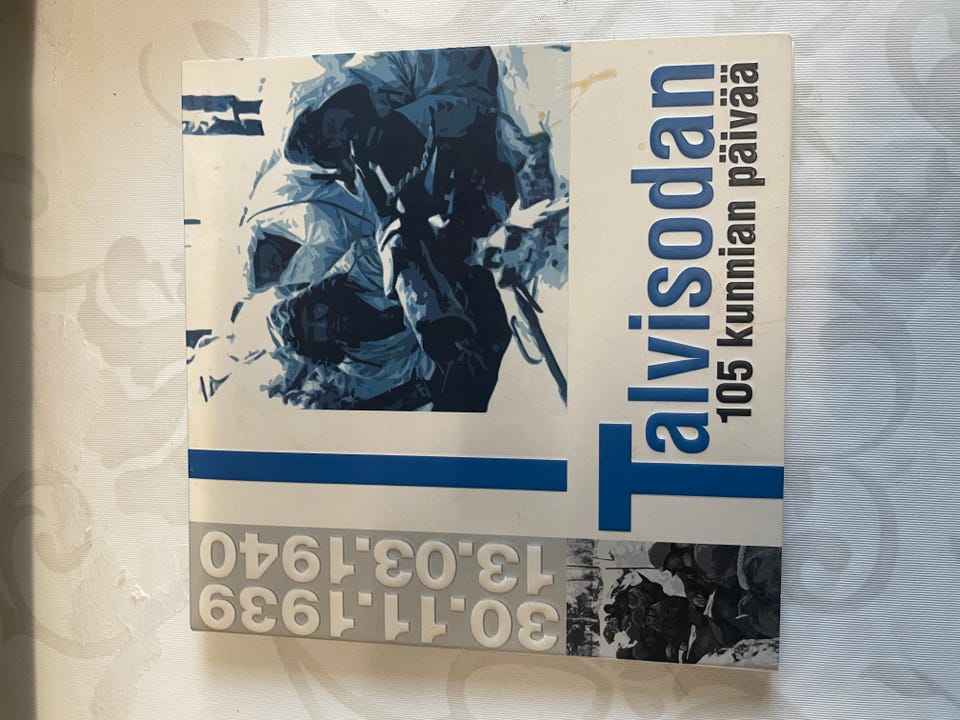 Talvisodan
105 kunnian päivää
30.11.1939
13.03.1940